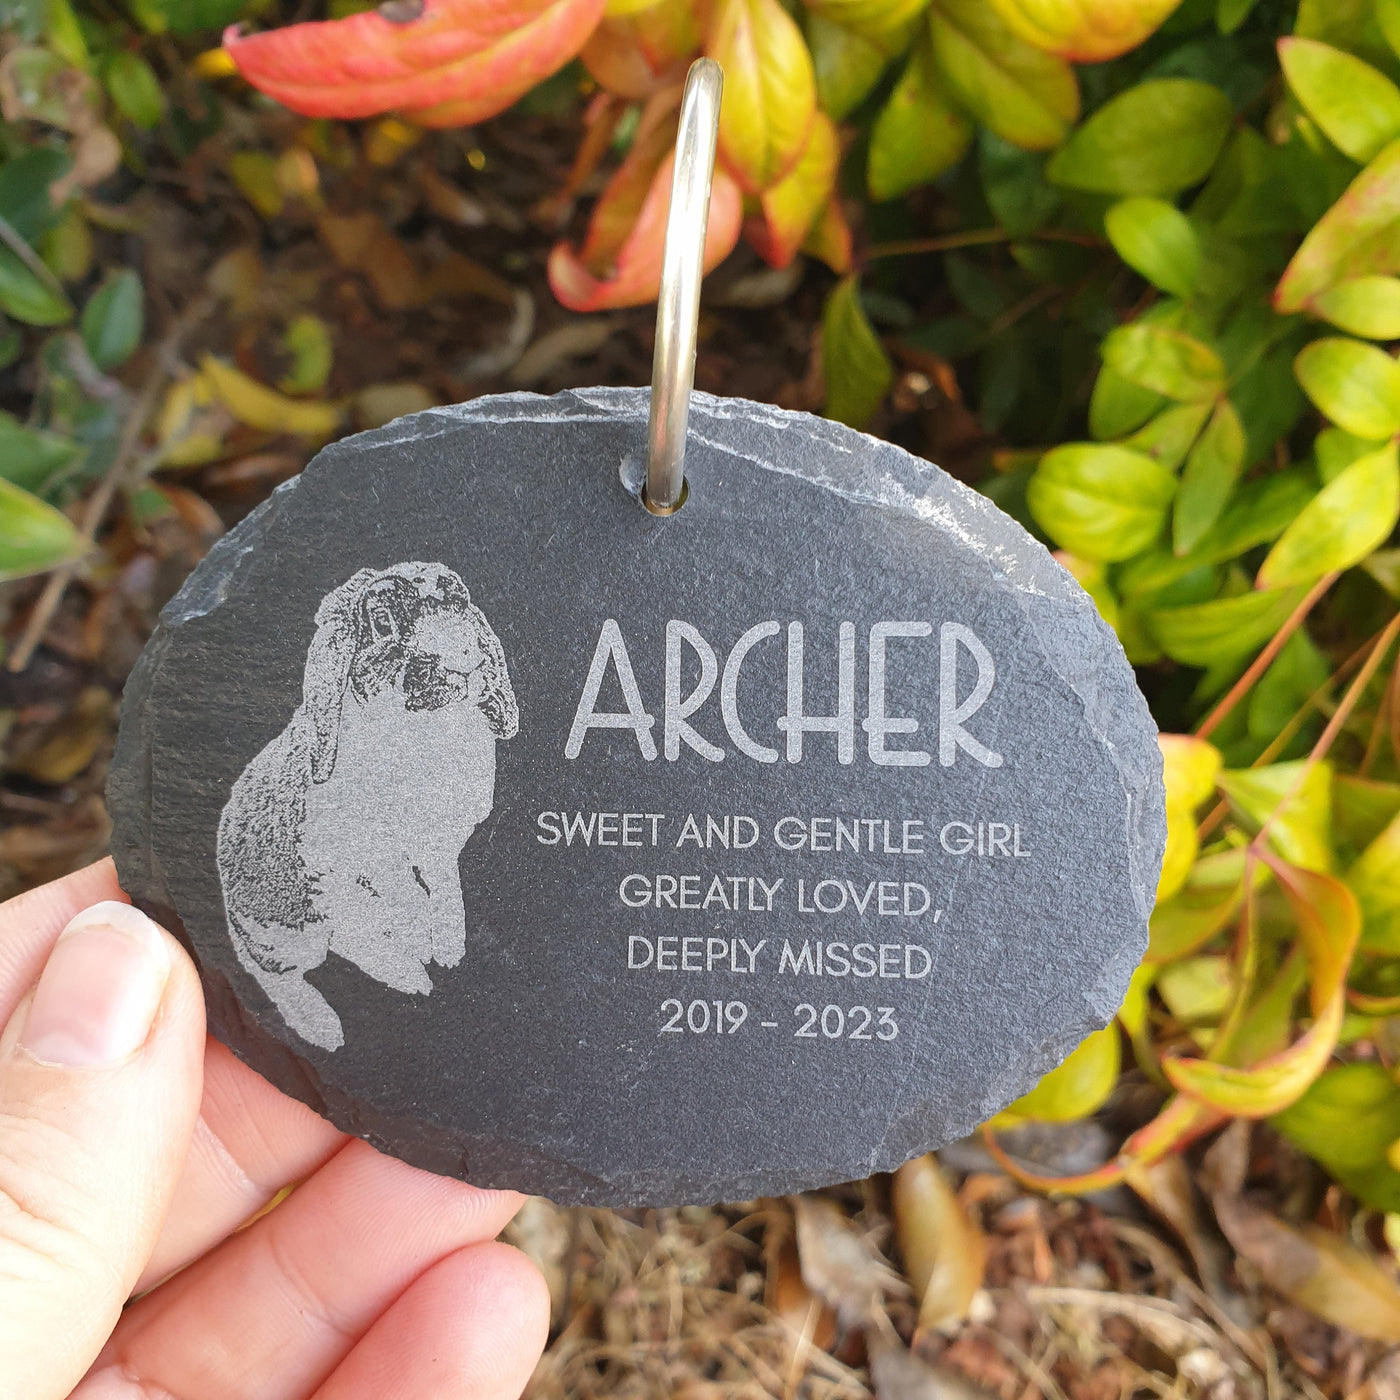 ARCHER
SWEET AND GENTLE GIRL
GREATLY LOVED,
DEEPLY MISSED
2019 - 2023